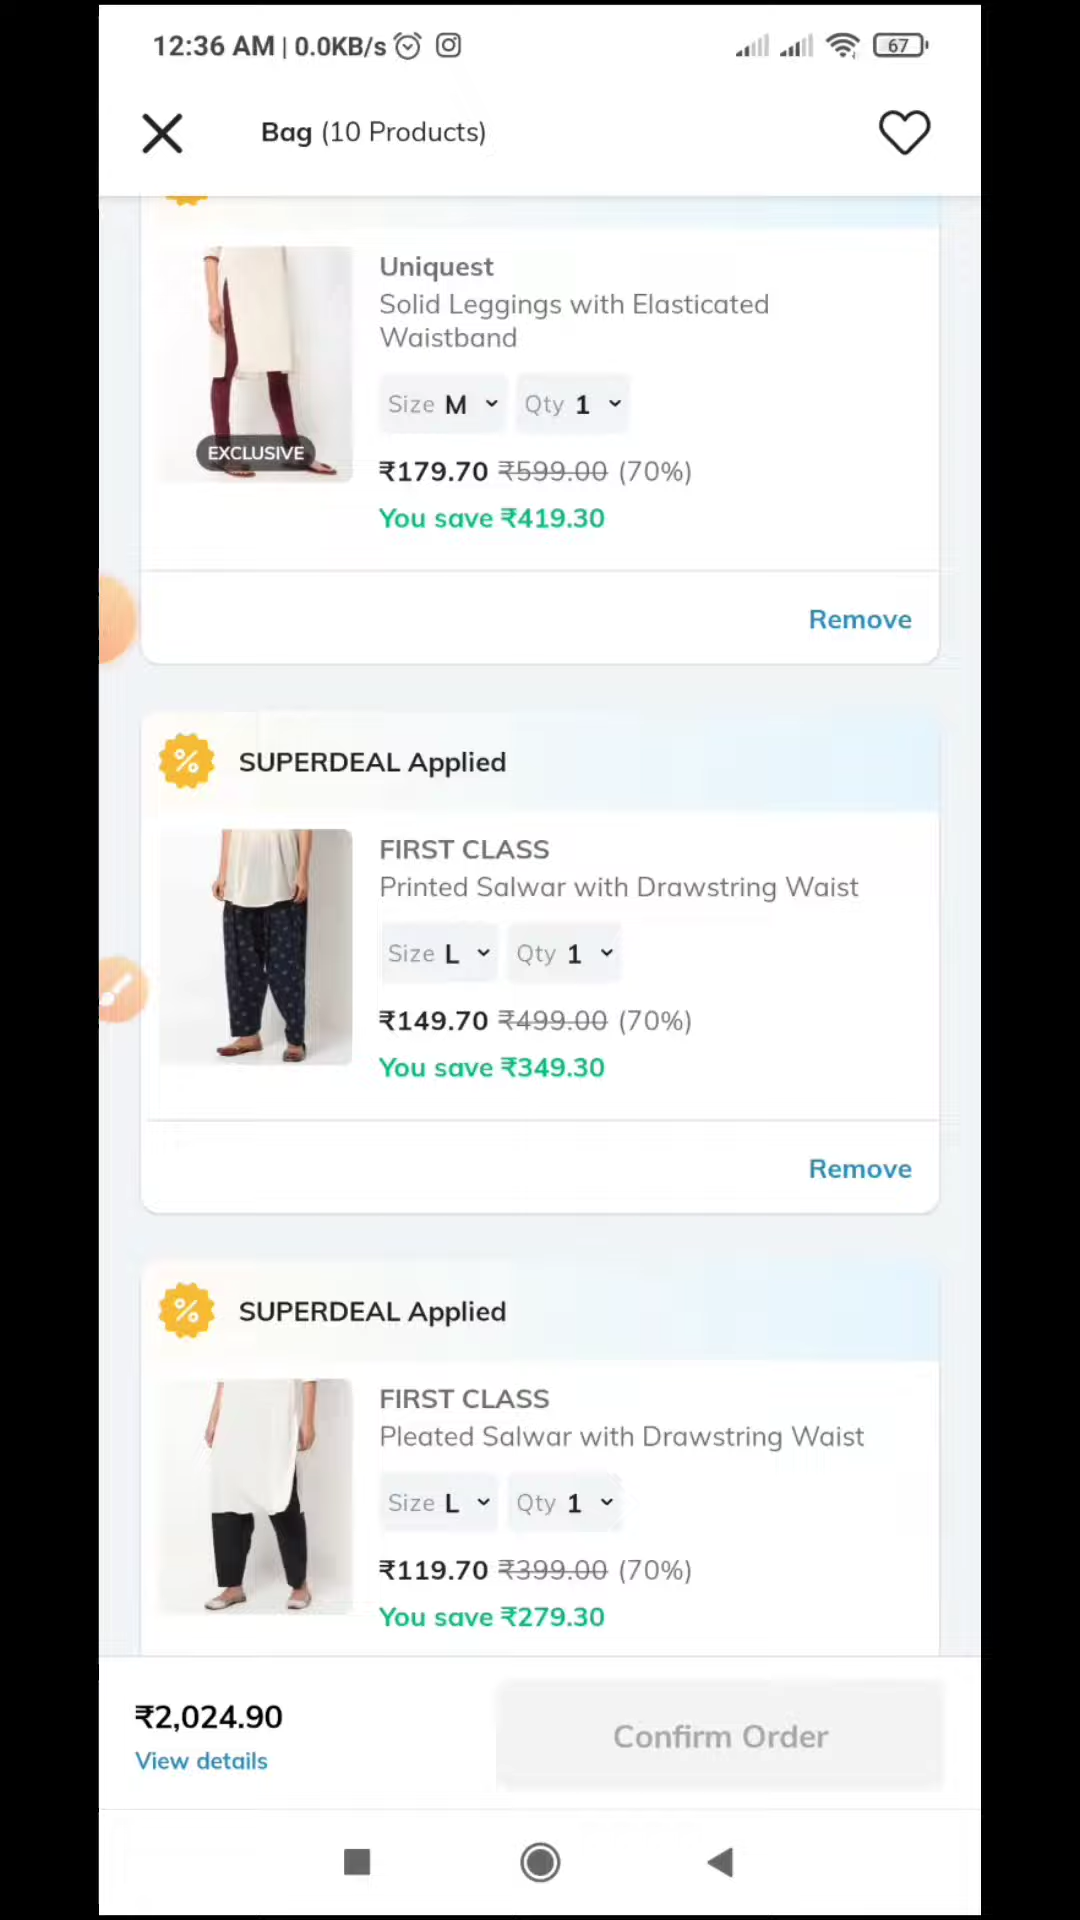 12:36 AM | 0.0KB/s
67
Bag (10 Products)
Uniquest
Solid Leggings with Elasticated
Waistband
Size M Qty 1
EXCLUSIVE
₹179.70 ₹599.00 (70%)
You save ₹419.30
Remove
% SUPERDEAL Applied
FIRST CLASS
Printed Salwar with Drawstring Waist
Size L Qty 1
₹149.70 ₹499.00 (70%)
You save ₹349.30
Remove
% SUPERDEAL Applied
FIRST CLASS
Pleated Salwar with Drawstring Waist
Size L Qty 1
₹119.70 ₹399.00 (70%)
You save ₹279.30
₹2,024.90
View details
Confirm Order